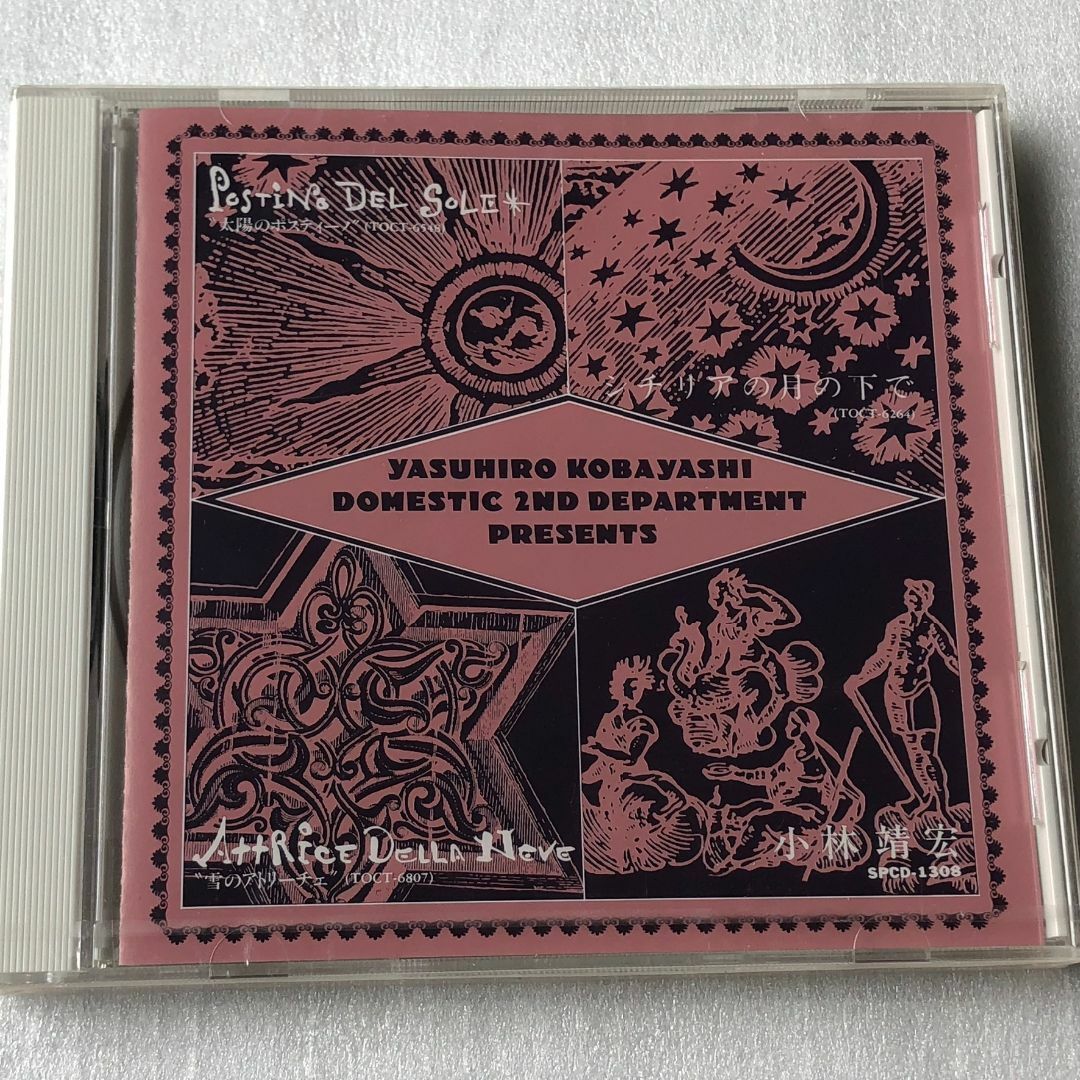 POSTINO DEL SOLE*
"太陽のポスティーノ" (TOCT-6548)
シチリアの月の下で
(TOCT-6264)
YASUHIRO KOBAYASHI
DOMESTIC 2ND DEPARTMENT
PRESENTS
ATTRICE DELLA NEVE
"雪のアトリーチェ" (TOCT-6807)
小林靖宏
SPCD-1308